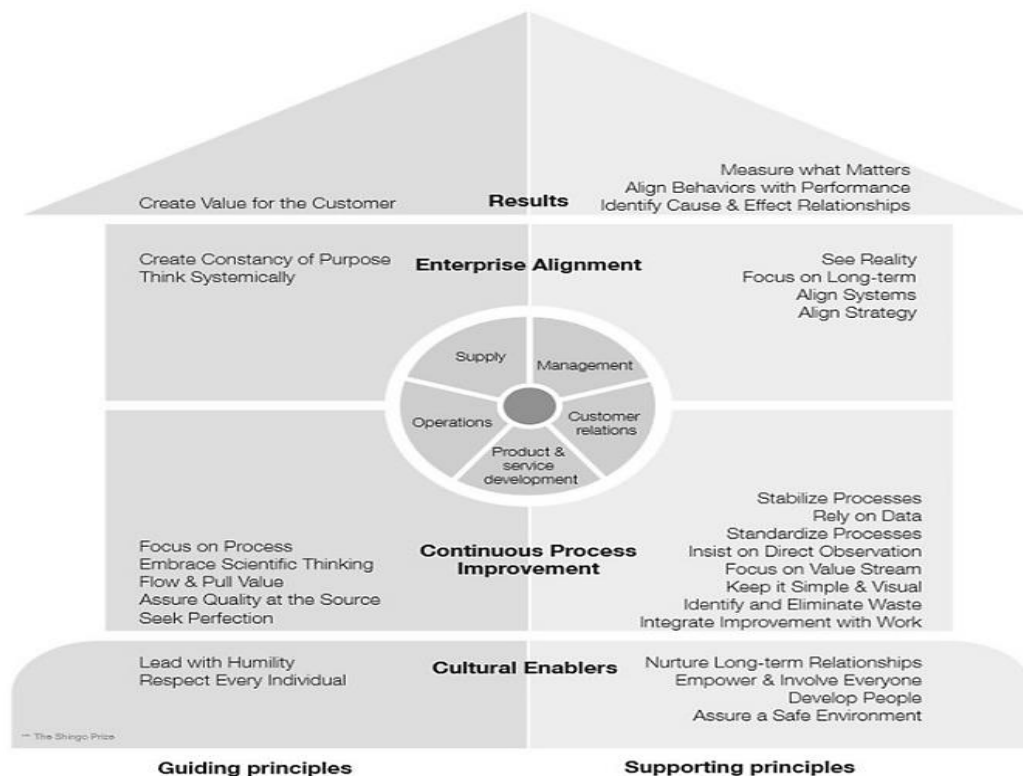 Create Value for the Customer
Results
Measure what Matters
Align Behaviors with Performance
Identify Cause & Effect Relationships
Create Constancy of Purpose
Think Systemically
Enterprise Alignment
See Reality
Focus on Long-term
Align Systems
Align Strategy
Supply
Management
Operations
Customer
relations
Product &
service
development
Focus on Process
Embrace Scientific Thinking
Flow & Pull Value
Assure Quality at the Source
Seek Perfection
Continuous Process
Improvement
Stabilize Processes
Rely on Data
Standardize Processes
Insist on Direct Observation
Focus on Value Stream
Keep it Simple & Visual
Identify and Eliminate Waste
Integrate Improvement with Work
Lead with Humility
Respect Every Individual
Cultural Enablers
Nurture Long-term Relationships
Empower & Involve Everyone
Develop People
Assure a Safe Environment
— The Shingo Prize
Guiding principles
Supporting principles